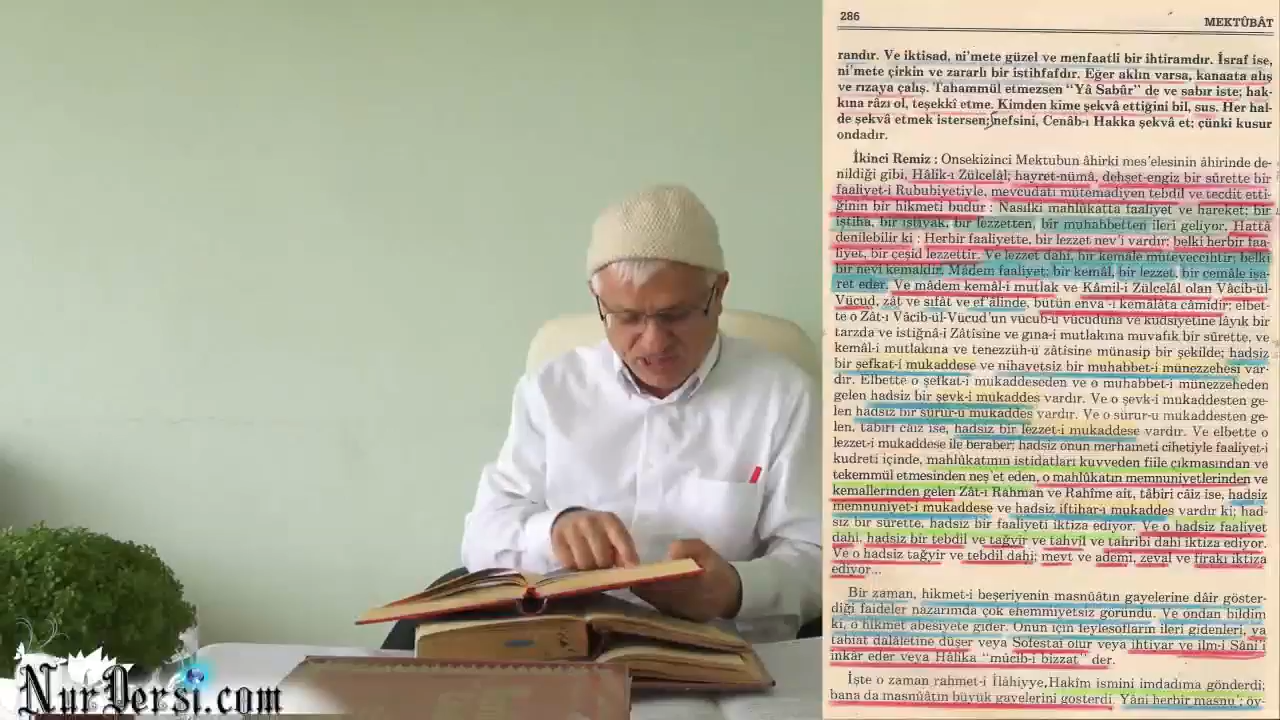 286
MEKTÛBÂT
randır. Ve iktisad, ni'mete güzel ve menfaatli bir ihtiramdır. İsraf ise,
ni'mete çirkin ve zararlı bir istihfafdır. Eğer aklın varsa, kanaata alış
ve rızaya çalış. Tahammül etmezsen "Yâ Sabûr" de ve sabır iste; hak-
kına râzı ol, teşekkî etme. Kimden kime şekvâ ettiğini bil, sus. Her hal-
de şekvâ etmek istersen; nefsini, Cenâb-ı Hakka şekvâ et; çünki kusur
ondadır.
İkinci Remiz : Onsekizinci Mektubun âhirki mes'elesinin âhirinde de-
nildiği gibi, Hâlik-ı Zülcelâl; hayret-nümâ, dehşet-engiz bir sûrette bir
faaliyet-i Rububiyetiyle, mevcudatı mütemadiyen tebdil ve tecdit etti-
ğinin bir hikmeti budur : Nasılki mahlûkatta faaliyet ve hareket; bir
iştiha, bir iştiyak, bir lezzetten, bir muhabbetten ileri geliyor. Hattâ
denilebilir ki : Herbir faaliyette, bir lezzet nev'i vardır; belki herbir faa-
liyet, bir çeşid lezzettir. Ve lezzet dahi, bir kemâle müteveccihtir; belki
bir nevi kemaldir. Mâdem faaliyet; bir kemâl, bir lezzet, bir cemâle işa-
ret eder. Ve mâdem kemâl-i mutlak ve Kâmil-i Zülcelâl olan Vâcib-ül-
Vücud, zât ve sıfât ve ef'âlinde, bütün enva'-i kemâlâta câmidir; elbet-
te o Zât-ı Vâcib-ül-Vücud'un vücub-u vücuduna ve kudsiyetine lâyık bir
tarzda ve istiğnâ-i Zâtîsine ve gına-i mutlakına muvafık bir sûrette, ve
kemâl-i mutlakına ve tenezzüh-ü zâtîsine münasip bir şekilde; hadsiz
bir şefkat-i mukaddese ve nihayetsiz bir muhabbet-i münezzehesi var-
dır. Elbette o şefkat-i mukaddeseden ve o muhabbet-i münezzeheden
gelen hadsiz bir şevk-i mukaddes vardır. Ve o şevk-i mukaddesten ge-
len hadsiz bir sürur-u mukaddes vardır. Ve o sürur-u mukaddesten ge-
len, tâbiri câiz ise, hadsiz bir lezzet-i mukaddese vardır. Ve elbette o
lezzet-i mukaddese ile beraber; hadsiz onun merhameti cihetiyle faaliyet-i
kudreti içinde, mahlûkatının istidatları kuvveden fiile çıkmasından ve
tekemmül etmesinden neş'et eden, o mahlûkatın memnuniyetlerinden ve
kemallerinden gelen Zât-ı Rahman ve Rahîme ait, tâbiri câiz ise, hadsiz
memnuniyet-i mukaddese ve hadsiz iftihar-ı mukaddes vardır ki; had-
siz bir sûrette, hadsiz bir faaliyeti iktiza ediyor. Ve o hadsiz faaliyet
dahi, hadsiz bir tebdil ve tağyir ve tahvil ve tahribi dahi iktiza ediyor.
Ve o hadsiz tağyir ve tebdil dahi; mevt ve ademi, zeval ve firakı iktiza
ediyor...
Bir zaman, hikmet-i beşeriyenin masnûâtın gayelerine dâir göster-
diği faideler nazarımda çok ehemmiyetsiz göründü. Ve ondan bildim
ki, o hikmet abesiyete gider. Onun için feylesofların ileri gidenleri, ya
tabiat dalâletine düşer veya Sofestaî olur veya ihtiyar ve ilm-i Sâni'i
inkâr eder veya Hâlika "mûcib-i bizzat" der.
İşte o zaman rahmet-i İlâhiyye, Hakîm ismini imdadıma gönderdi;
bana da masnûâtın büyük gayelerini gösterdi. Yâni herbir masnu'; öy-
NurDersi.com